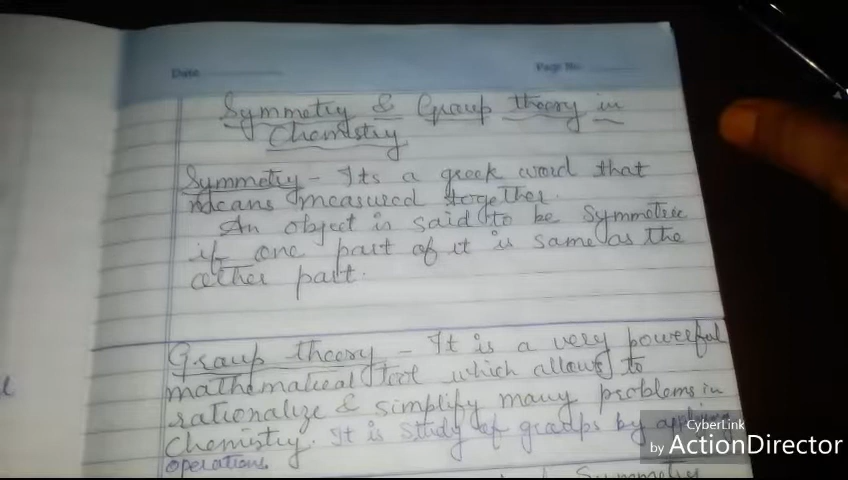 Date
Page No
Symmetry & Group theory in
Chemistry
Symmetry - Its a greek word that
means measured together.
An object is said to be symmetric
if one part of it is same as the
other part.
Group theory - It is a very powerful
mathematical tool which allows to
rationalize & simplify many problems in
Chemistry. It is study of groups by applying
operations.
Symmetry
CyberLink
by ActionDirector